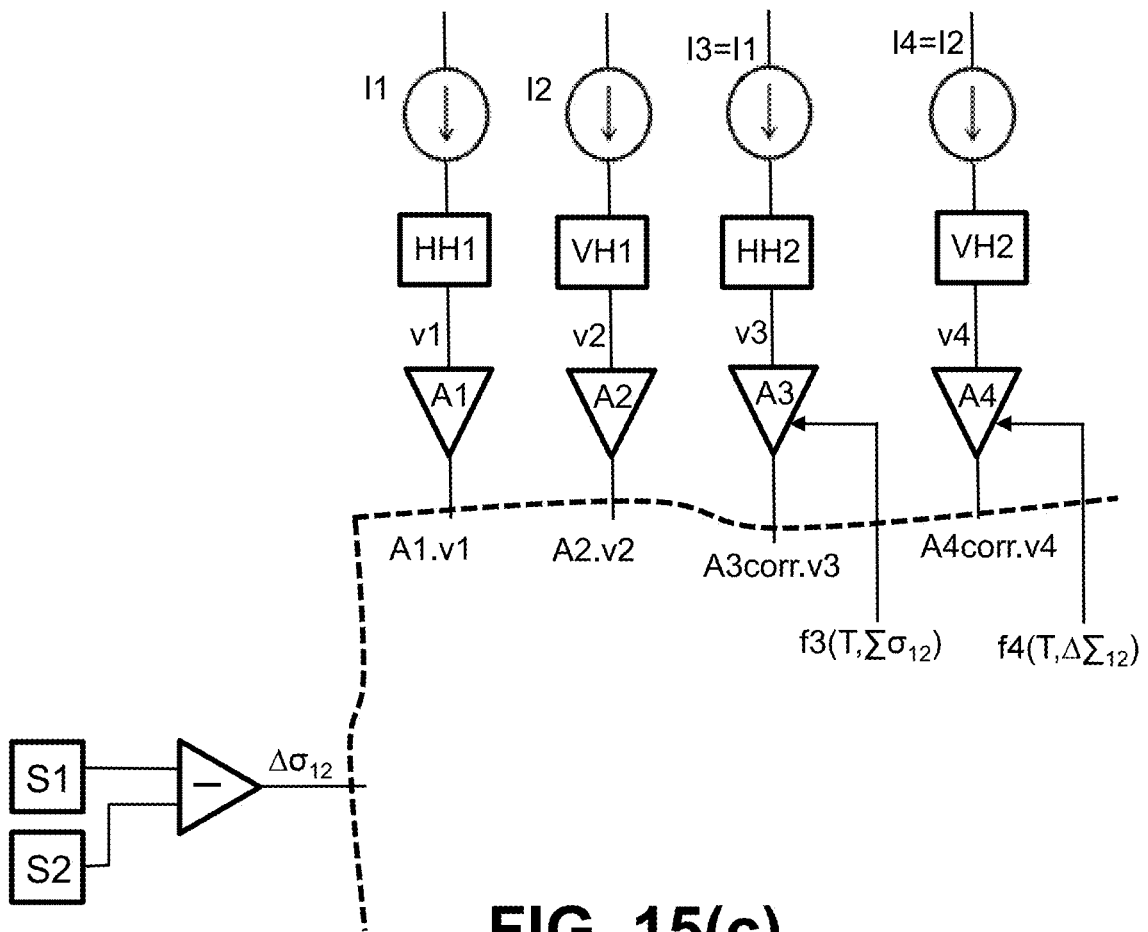 I1
I2
I3=I1
I4=I2
HH1
VH1
HH2
VH2
v1
v2
v3
v4
A1
A2
A3
A4
A1.v1
A2.v2
A3corr.v3
A4corr.v4
f3(T,∑σ₁₂)
f4(T,Δ∑₁₂)
S1
S2
−
Δσ₁₂
FIG. 15(c)